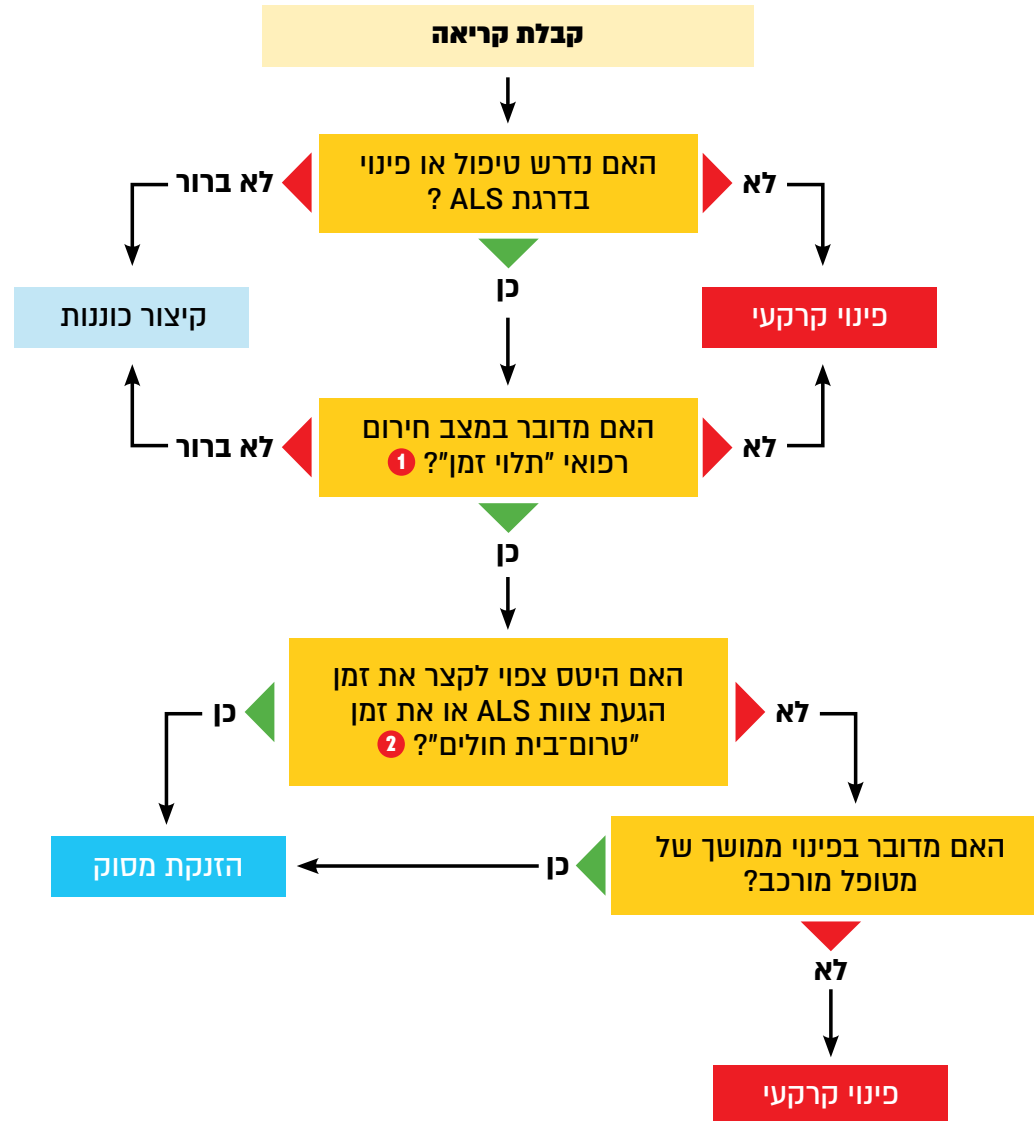 קבלת קריאה
האם נדרש טיפול או פינוי
בדרגת ALS ?
לא
לא ברור
כן
פינוי קרקעי
קיצור כוננות
האם מדובר במצב חירום
רפואי "תלוי זמן"? 1
לא
לא ברור
כן
האם היטס צפוי לקצר את זמן
הגעת צוות ALS או את זמן
"טרום־בית חולים"? 2
לא
כן
האם מדובר בפינוי ממושך של
מטופל מורכב?
כן
הזנקת מסוק
לא
פינוי קרקעי